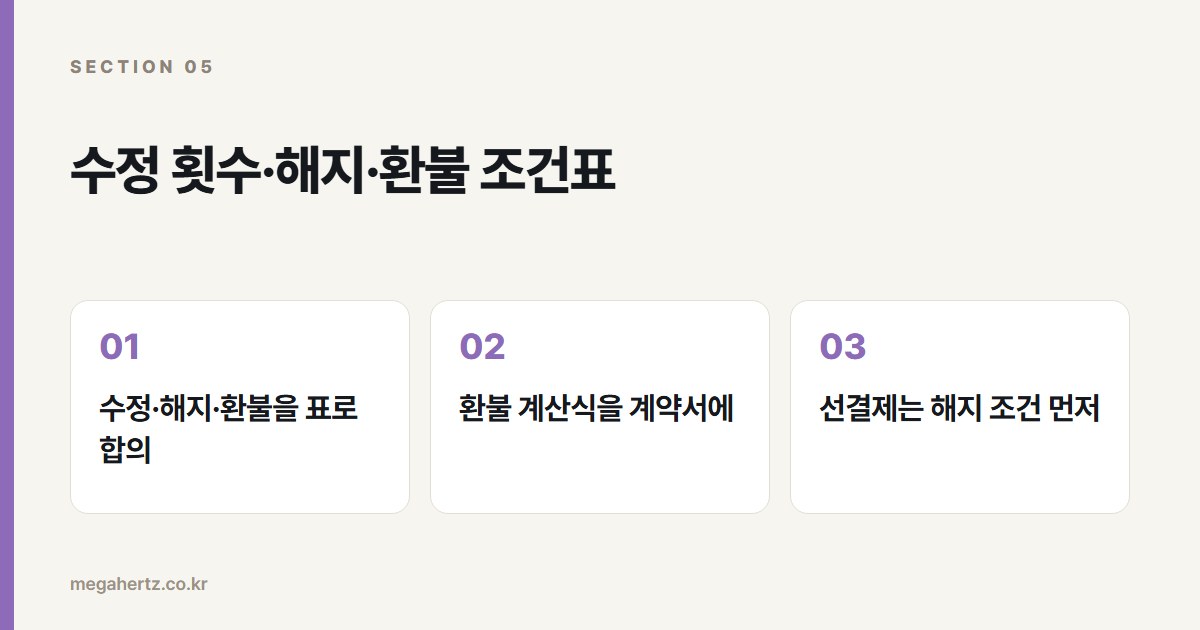 SECTION 05
수정 횟수·해지·환불 조건표
01
수정·해지·환불을 표로
합의
02
환불 계산식을 계약서에
03
선결제는 해지 조건 먼저
megahertz.co.kr